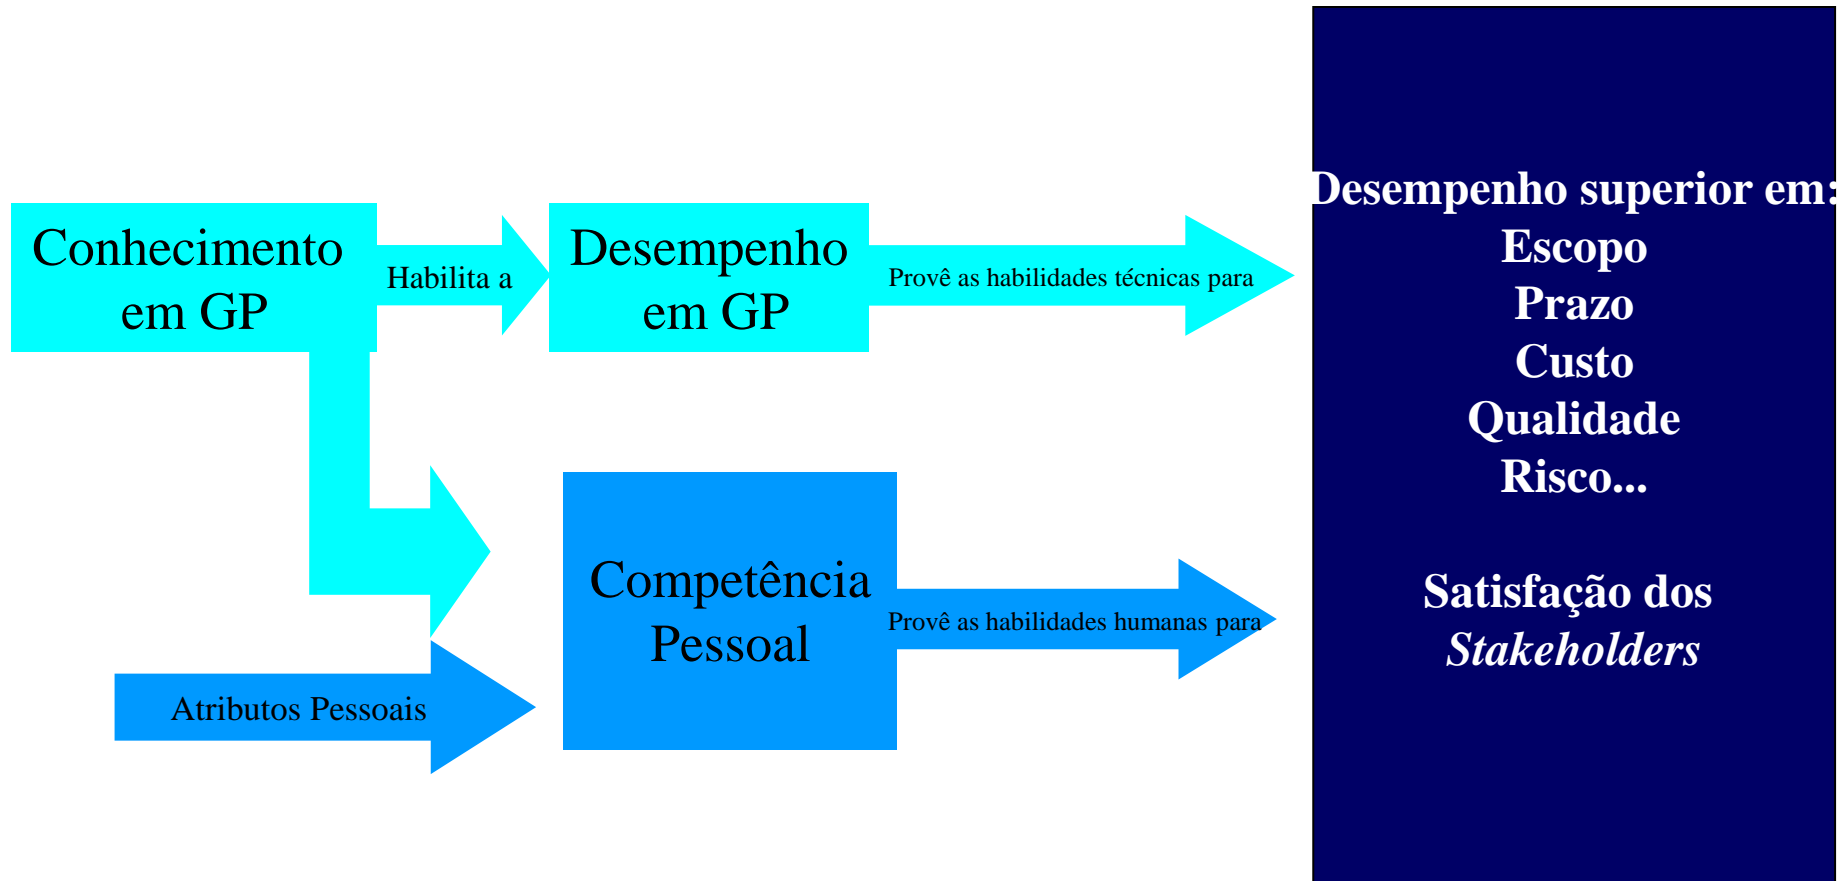 Conhecimento
em GP
Habilita a
Desempenho
em GP
Provê as habilidades técnicas para
Atributos Pessoais
Competência
Pessoal
Provê as habilidades humanas para
Desempenho superior em:
Escopo
Prazo
Custo
Qualidade
Risco...
Satisfação dos
Stakeholders